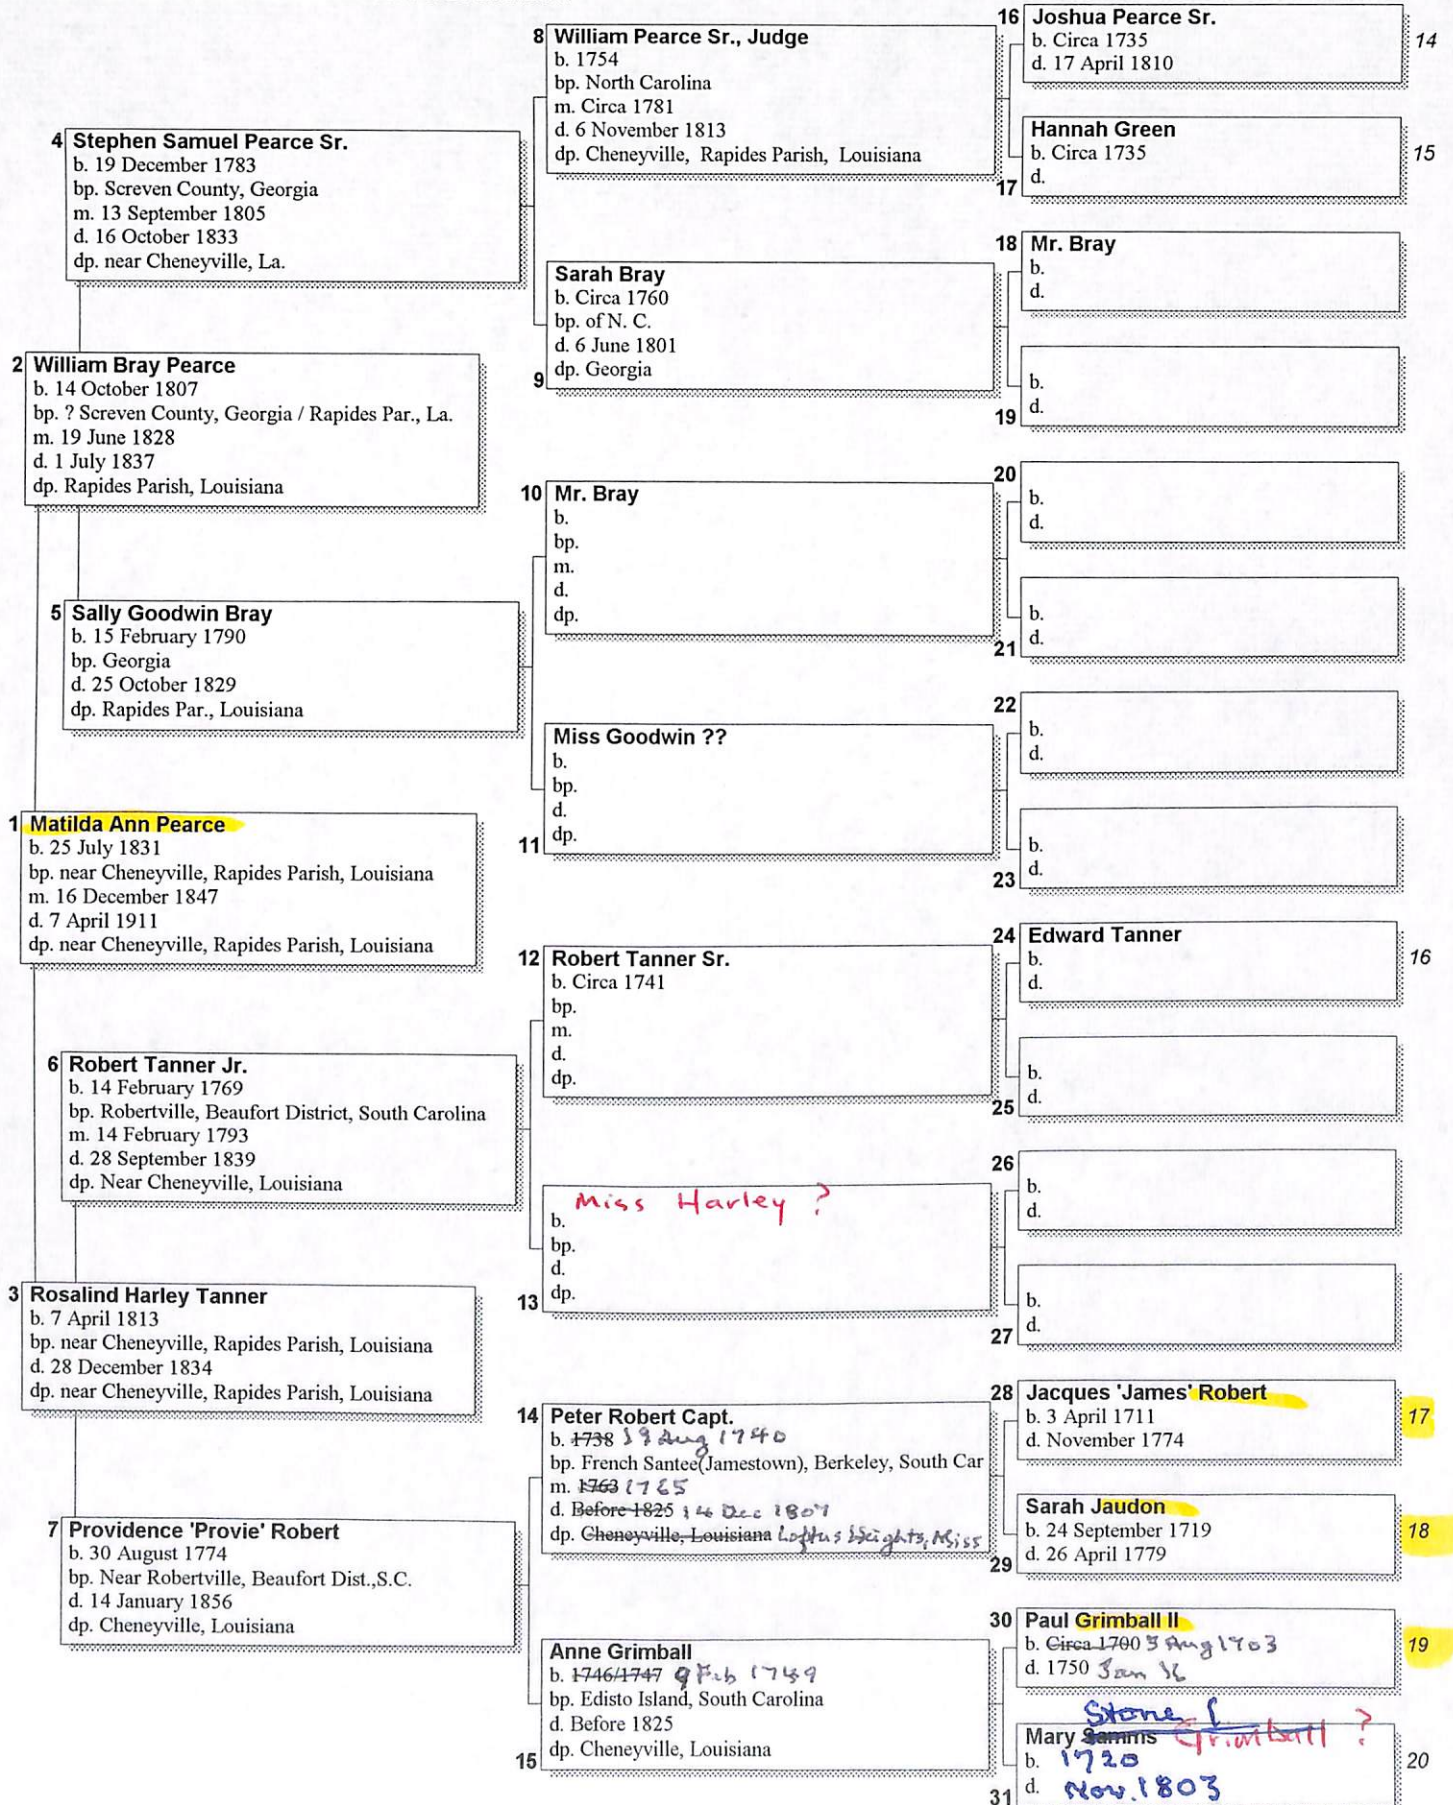 16 Joshua Pearce Sr.
b. Circa 1735
d. 17 April 1810
14
8 William Pearce Sr., Judge
b. 1754
bp. North Carolina
m. Circa 1781
d. 6 November 1813
dp. Cheneyville, Rapides Parish, Louisiana
Hannah Green
b. Circa 1735
d.
17
15
4 Stephen Samuel Pearce Sr.
b. 19 December 1783
bp. Screven County, Georgia
m. 13 September 1805
d. 16 October 1833
dp. near Cheneyville, La.
18 Mr. Bray
b.
d.
Sarah Bray
b. Circa 1760
bp. of N. C.
d. 6 June 1801
dp. Georgia
9
b.
d.
19
2 William Bray Pearce
b. 14 October 1807
bp. ? Screven County, Georgia / Rapides Par., La.
m. 19 June 1828
d. 1 July 1837
dp. Rapides Parish, Louisiana
20
b.
d.
10 Mr. Bray
b.
bp.
m.
d.
dp.
b.
d.
21
5 Sally Goodwin Bray
b. 15 February 1790
bp. Georgia
d. 25 October 1829
dp. Rapides Par., Louisiana
22
b.
d.
Miss Goodwin ??
b.
bp.
d.
dp.
11
b.
d.
23
1 Matilda Ann Pearce
b. 25 July 1831
bp. near Cheneyville, Rapides Parish, Louisiana
m. 16 December 1847
d. 7 April 1911
dp. near Cheneyville, Rapides Parish, Louisiana
24 Edward Tanner
b.
d.
16
12 Robert Tanner Sr.
b. Circa 1741
bp.
m.
d.
dp.
b.
d.
25
6 Robert Tanner Jr.
b. 14 February 1769
bp. Robertville, Beaufort District, South Carolina
m. 14 February 1793
d. 28 September 1839
dp. Near Cheneyville, Louisiana
26
b.
d.
Miss Harley ?
b.
bp.
d.
dp.
13
b.
d.
27
3 Rosalind Harley Tanner
b. 7 April 1813
bp. near Cheneyville, Rapides Parish, Louisiana
d. 28 December 1834
dp. near Cheneyville, Rapides Parish, Louisiana
28 Jacques 'James' Robert
b. 3 April 1711
d. November 1774
17
14 Peter Robert Capt.
b. 1738 Aug 1740
bp. French Santee(Jamestown), Berkeley, South Car
m. 1763 1765
d. Before 1825 14 Dec
dp. Cheneyville, Louisiana Loftus Heights, Miss
Sarah Jaudon
b. 24 September 1719
d. 26 April 1779
29
18
7 Providence 'Provie' Robert
b. 30 August 1774
bp. Near Robertville, Beaufort Dist.,S.C.
d. 14 January 1856
dp. Cheneyville, Louisiana
30 Paul Grimball II
b. Circa 1700 Aug 1703
d. 1750 Jan
19
Anne Grimball
b. 1746/1747 9 Feb 1749
bp. Edisto Island, South Carolina
d. Before 1825
dp. Cheneyville, Louisiana
15
Stone
Mary Samms Grimball ?
b. 1720
d. Nov. 1803
31
20